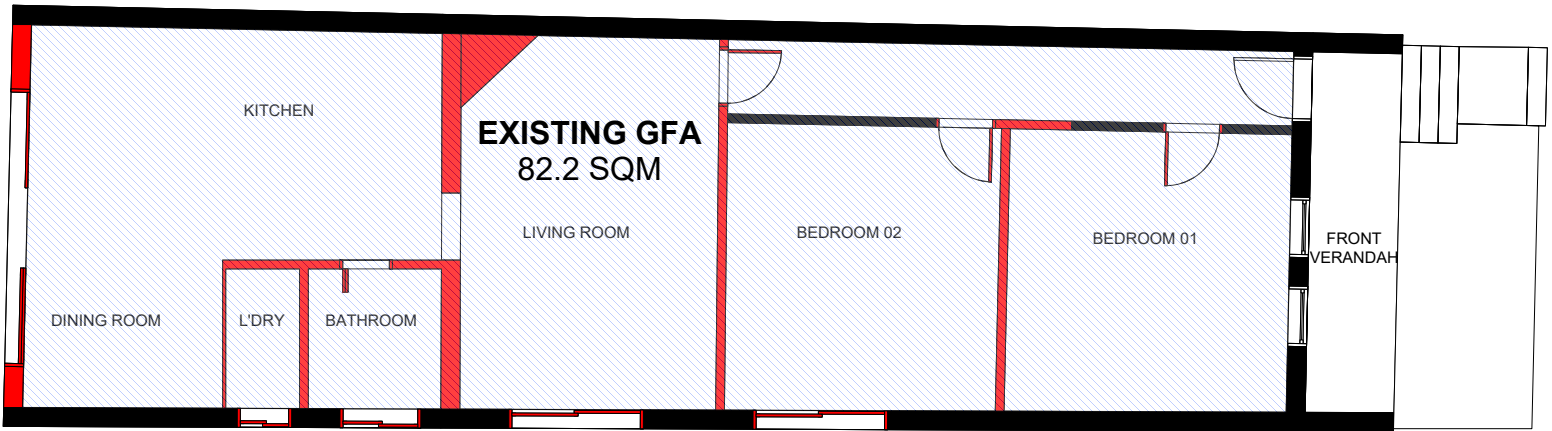 KITCHEN
EXISTING GFA
82.2 SQM
LIVING ROOM
BEDROOM 02
BEDROOM 01
FRONT
VERANDAH
DINING ROOM
L'DRY
BATHROOM